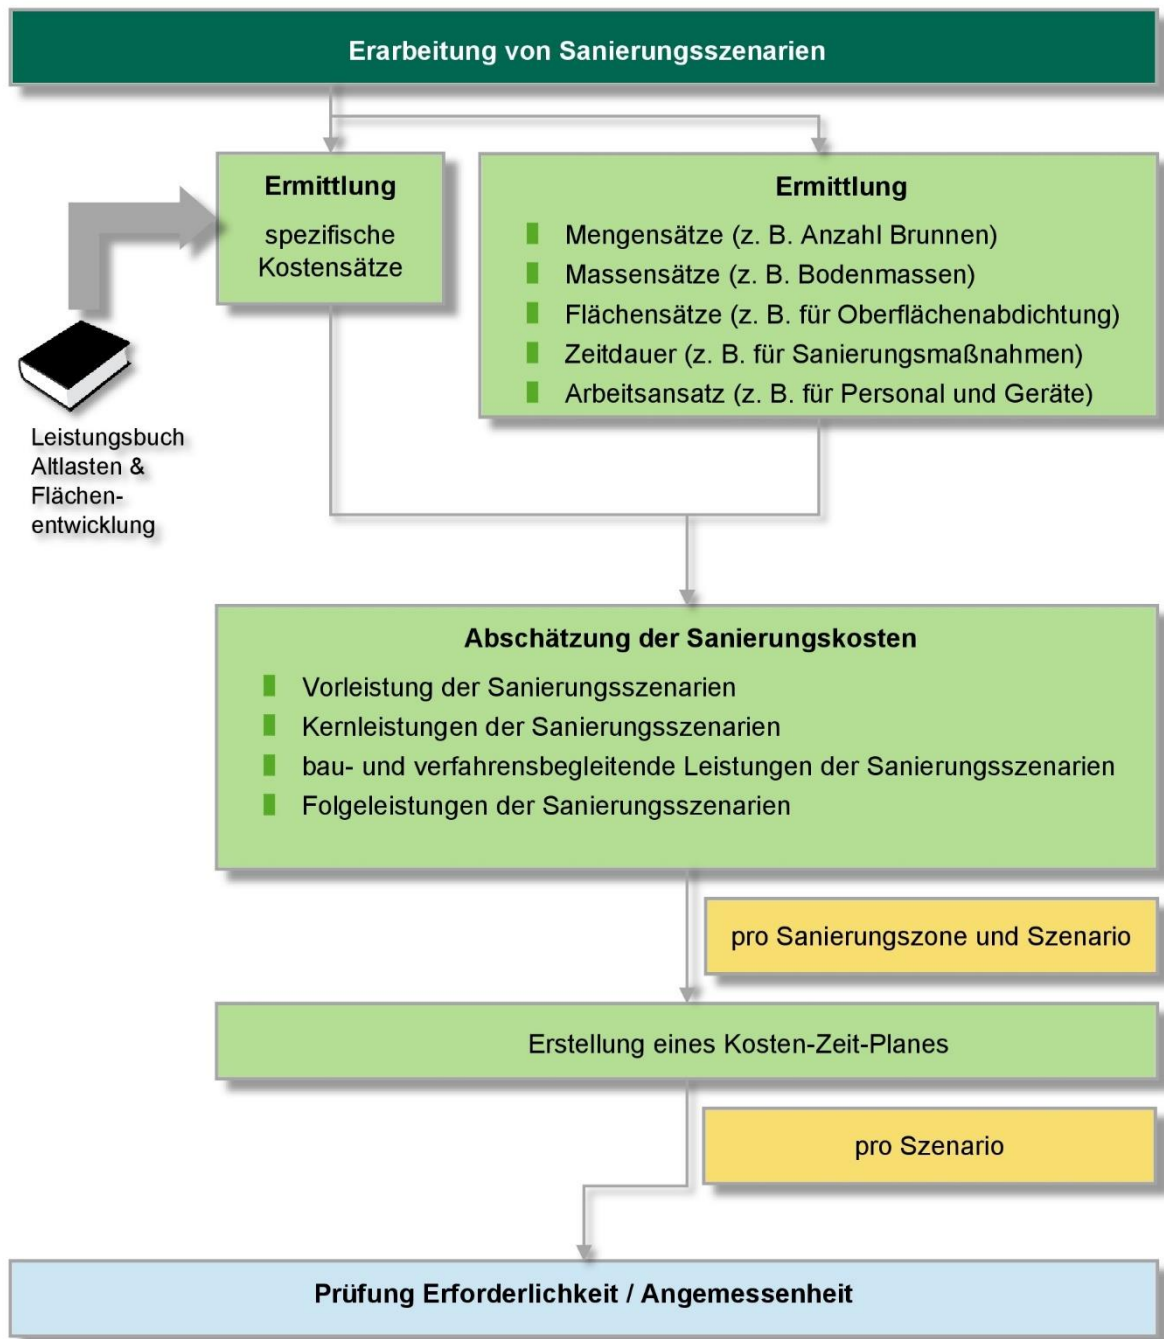 Erarbeitung von Sanierungsszenarien
Ermittlung
spezifische
Kostensätze
Ermittlung
Mengensätze (z. B. Anzahl Brunnen)
Massensätze (z. B. Bodenmassen)
Flächensätze (z. B. für Oberflächenabdichtung)
Zeitdauer (z. B. für Sanierungsmaßnahmen)
Arbeitsansatz (z. B. für Personal und Geräte)
Leistungsbuch
Altlasten &
Flächen-
entwicklung
Abschätzung der Sanierungskosten
Vorleistung der Sanierungsszenarien
Kernleistungen der Sanierungsszenarien
bau- und verfahrensbegleitende Leistungen der Sanierungsszenarien
Folgeleistungen der Sanierungsszenarien
pro Sanierungszone und Szenario
Erstellung eines Kosten-Zeit-Planes
pro Szenario
Prüfung Erforderlichkeit / Angemessenheit